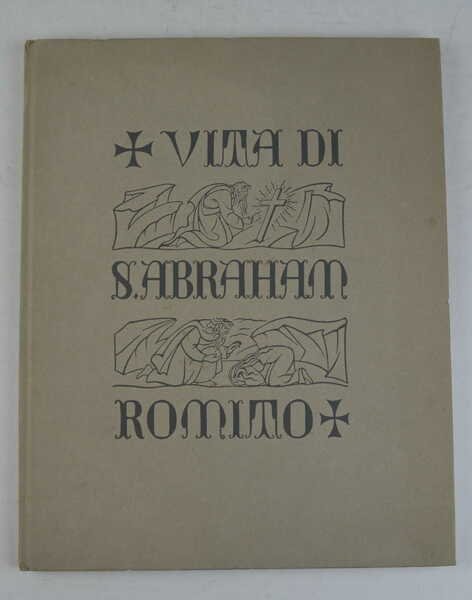 ✠ VITA DI
S. ABRAHAM
ROMITO ✠